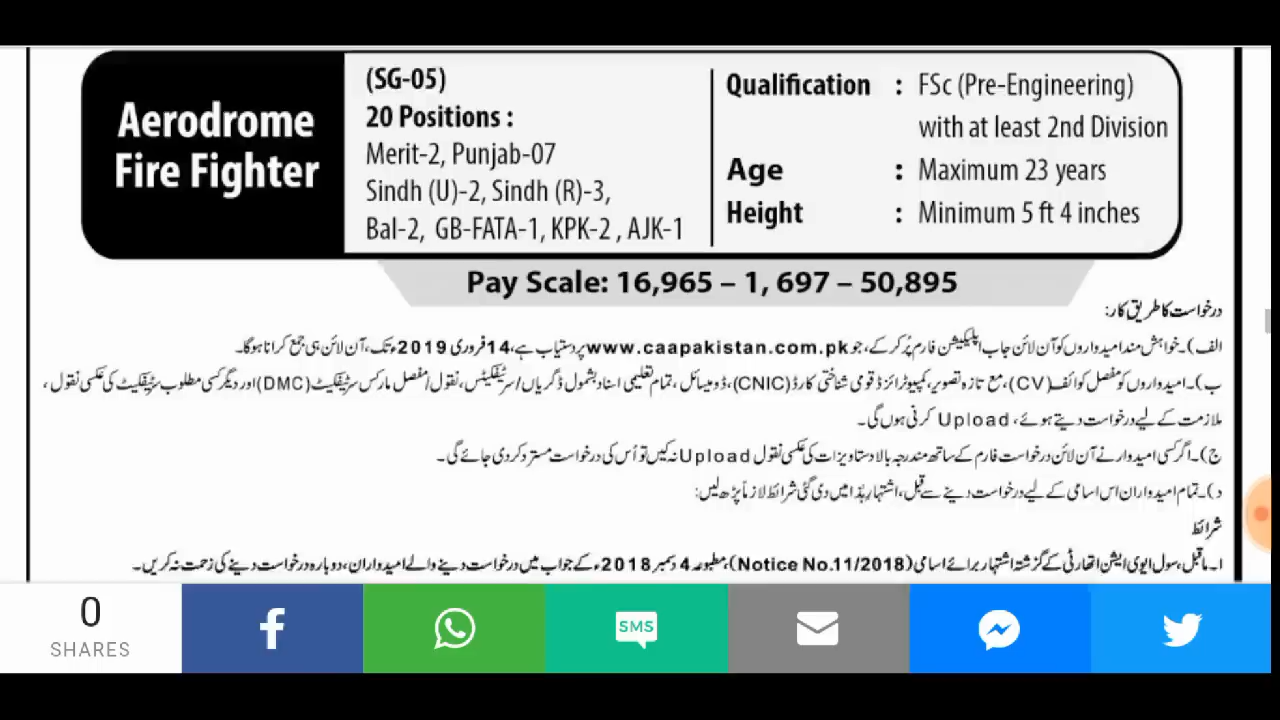 Aerodrome
Fire Fighter
(SG-05)
20 Positions :
Merit-2, Punjab-07
Sindh (U)-2, Sindh (R)-3,
Bal-2, GB-FATA-1, KPK-2 , AJK-1
Qualification : FSc (Pre-Engineering)
with at least 2nd Division
Age : Maximum 23 years
Height : Minimum 5 ft 4 inches
Pay Scale: 16,965 – 1, 697 – 50,895
درخواست کا طریق کار:
الف)۔ خواہش مند امیدواروں کو آن لائن جاب اپلیکیشن فارم پُر کر کے، جو www.caapakistan.com.pk پر دستیاب ہے، 14 فروری 2019ء تک، آن لائن ہی جمع کرانا ہوگا۔
ب)۔ امیدواروں کو مفصل کوائف (CV)، مع تازہ تصویر، کمپیوٹرائزڈ قومی شناختی کارڈ (CNIC)، ڈومیسائل، تمام تعلیمی اسناد بشمول ڈگریاں/سرٹیفکیٹس، نقول/مفصل مارکس سرٹیفکیٹ (DMC) اور دیگر کسی مطلوب سرٹیفکیٹ کی عکسی نقول،
ملازمت کے لیے درخواست دیتے ہوئے، Upload کرنی ہوں گی۔
ج)۔ اگر کسی امیدوار نے آن لائن درخواست فارم کے ساتھ مندرجہ بالا دستاویزات کی عکسی نقول Upload نہ کیں تو اُس کی درخواست مسترد کر دی جائے گی۔
د)۔ تمام امیدواران اس اسامی کے لیے درخواست دینے سے قبل، اشتہار ہٰذا میں دی گئی شرائط لازماً پڑھ لیں:
شرائط
۱۔ ماقبل، سول ایوی ایشن اتھارٹی کے گزشتہ اشتہار برائے اسامی (Notice No.11/2018)، مطبوعہ 4 دسمبر 2018ء کے جواب میں درخواست دینے والے امیدواران، دوبارہ درخواست دینے کی زحمت نہ کریں۔
0
SHARES
SMS